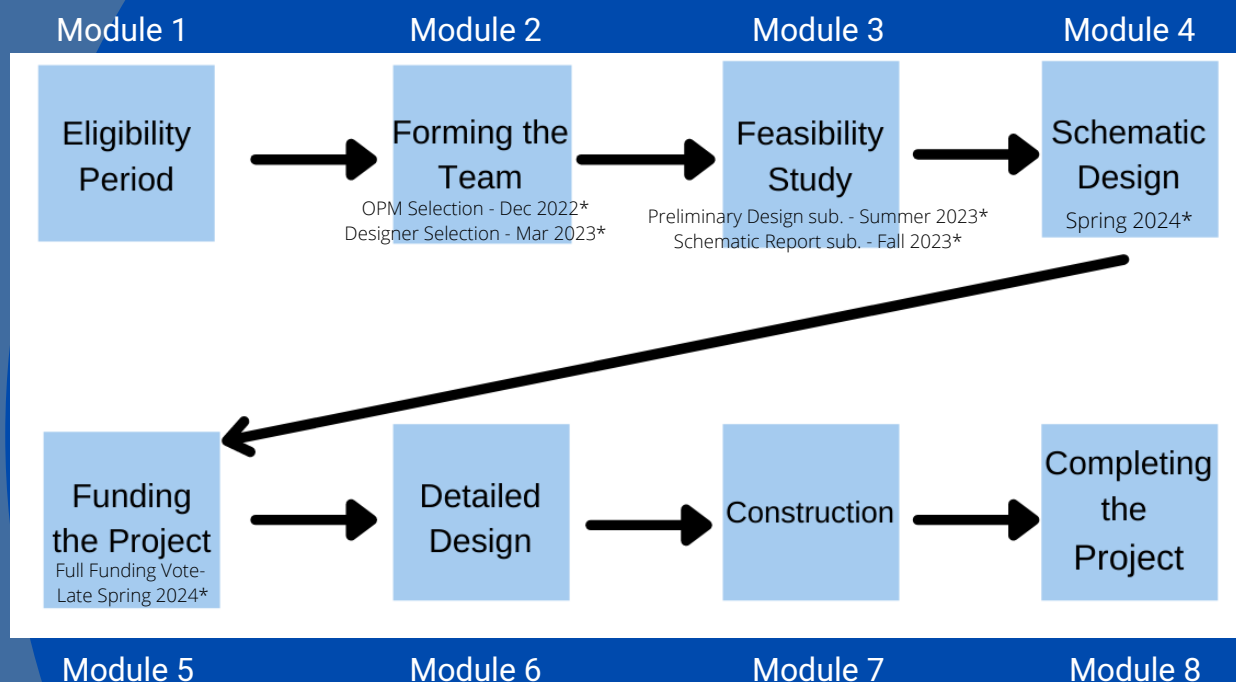 Module 1
Module 2
Module 3
Module 4
Eligibility
Period
Forming the
Team
OPM Selection - Dec 2022*
Designer Selection - Mar 2023*
Feasibility
Study
Preliminary Design sub. - Summer 2023*
Schematic Report sub. - Fall 2023*
Schematic
Design
Spring 2024*
Funding
the Project
Full Funding Vote-
Late Spring 2024*
Detailed
Design
Construction
Completing
the
Project
Module 5
Module 6
Module 7
Module 8